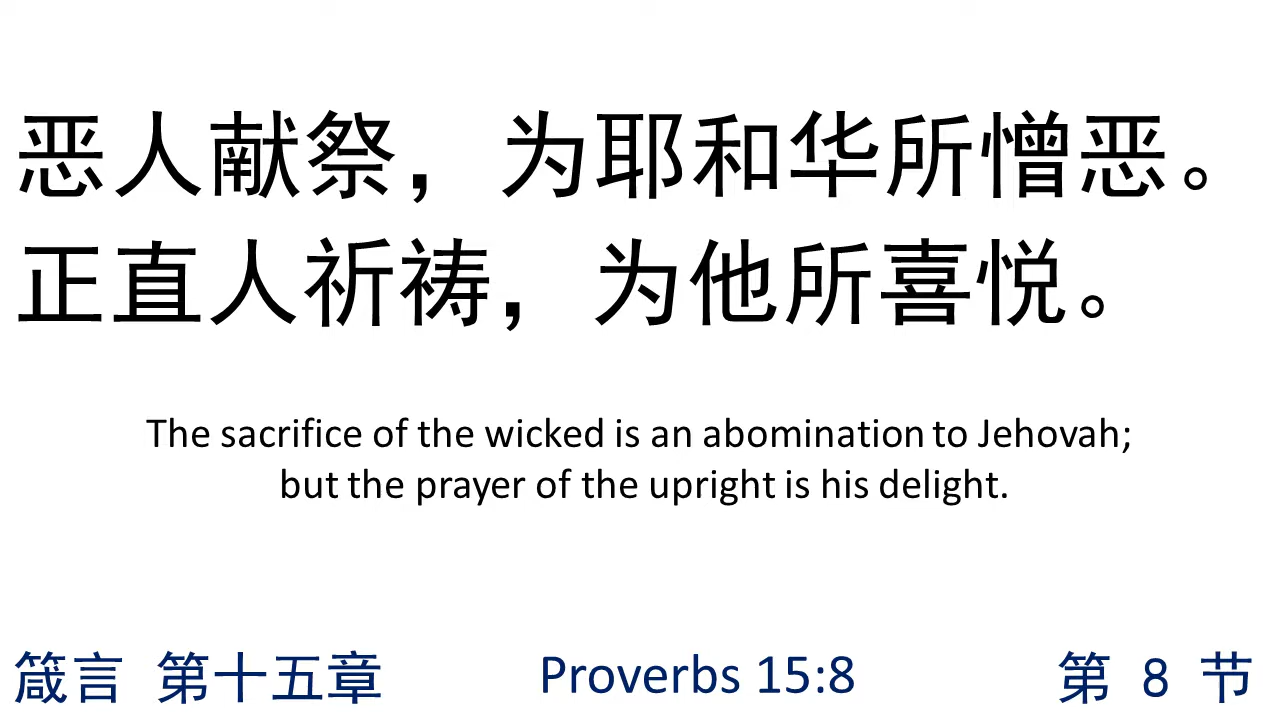 恶人献祭，为耶和华所憎恶。
正直人祈祷，为他所喜悦。
The sacrifice of the wicked is an abomination to Jehovah;
but the prayer of the upright is his delight.
箴言 第十五章 Proverbs 15:8 第 8 节